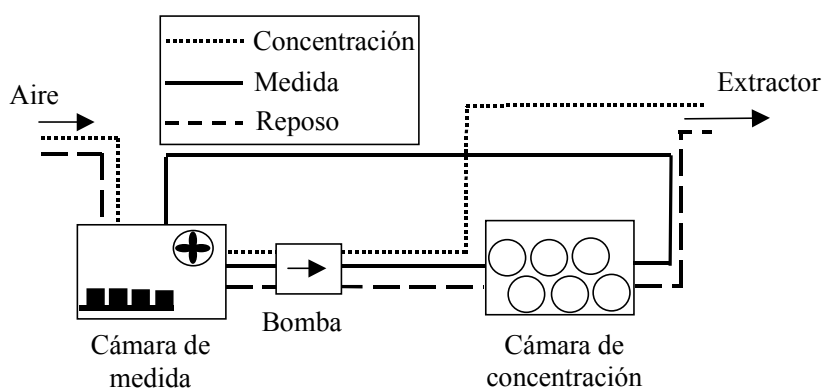 Concentración
Medida
Reposo
Aire
Extractor
Bomba
Cámara de
medida
Cámara de
concentración